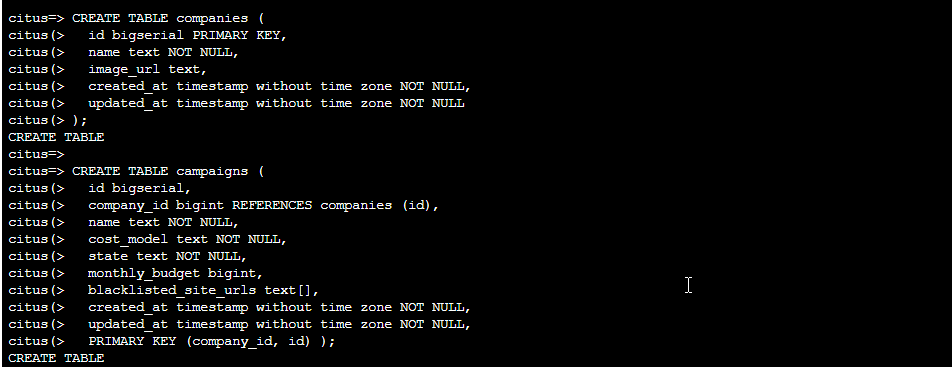 citus=> CREATE TABLE companies (
citus(>   id bigserial PRIMARY KEY,
citus(>   name text NOT NULL,
citus(>   image_url text,
citus(>   created_at timestamp without time zone NOT NULL,
citus(>   updated_at timestamp without time zone NOT NULL
citus(> );
CREATE TABLE
citus=>
citus=> CREATE TABLE campaigns (
citus(>   id bigserial,
citus(>   company_id bigint REFERENCES companies (id),
citus(>   name text NOT NULL,
citus(>   cost_model text NOT NULL,
citus(>   state text NOT NULL,
citus(>   monthly_budget bigint,
citus(>   blacklisted_site_urls text[],
citus(>   created_at timestamp without time zone NOT NULL,
citus(>   updated_at timestamp without time zone NOT NULL,
citus(>   PRIMARY KEY (company_id, id) );
CREATE TABLE